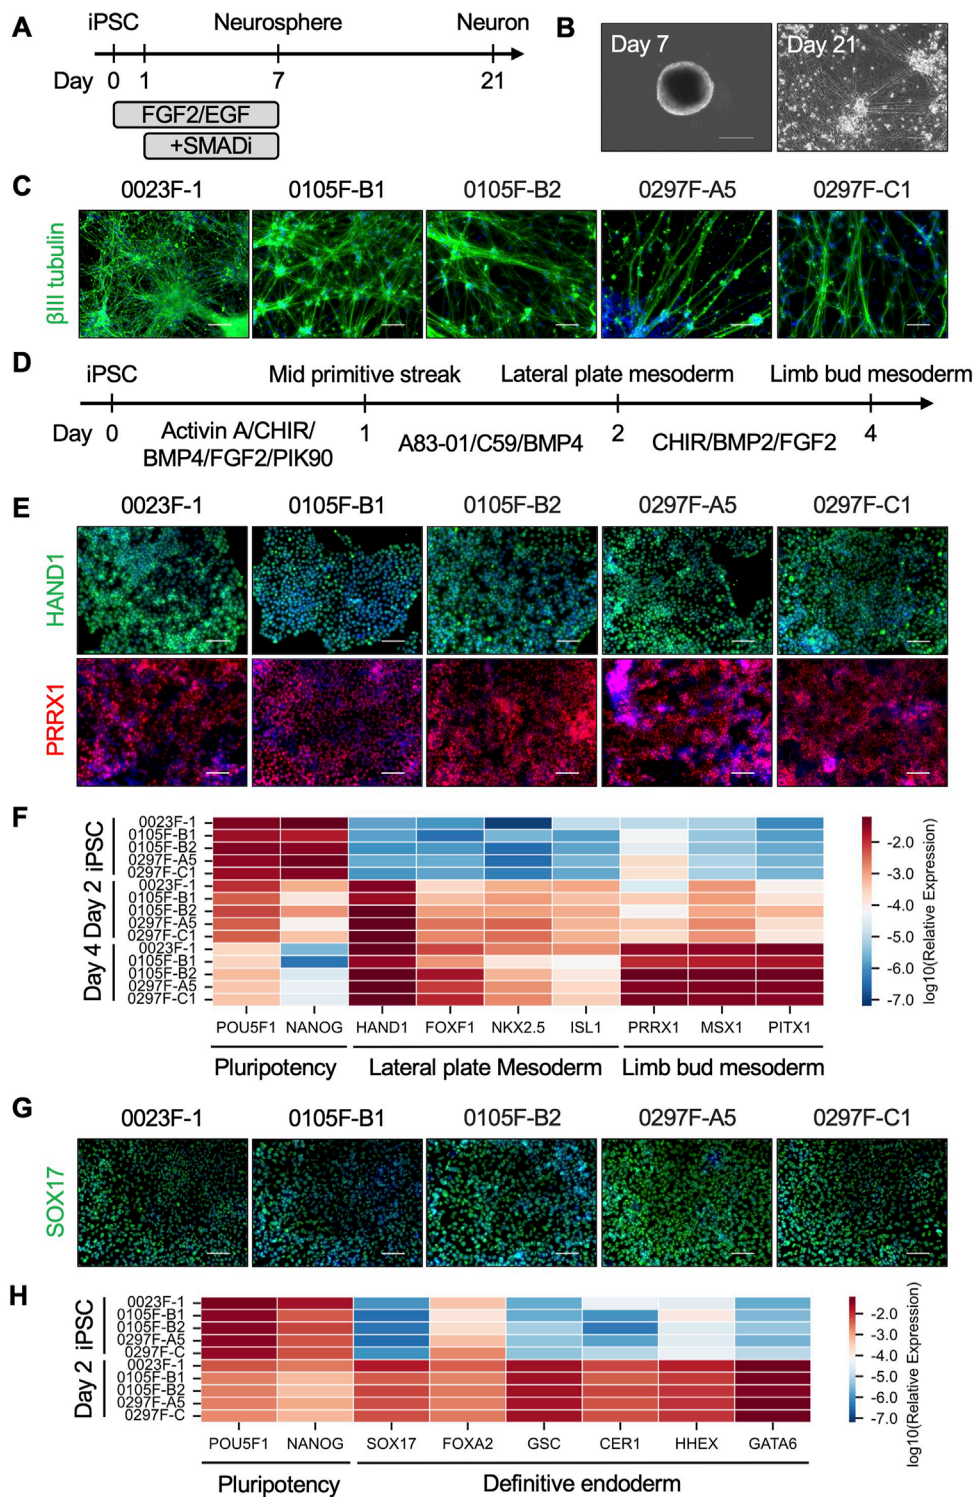 A
iPSC Neurosphere Neuron
Day 0 1 7 21
FGF2/EGF
+SMADi
B
Day 7 Day 21
C
0023F-1 0105F-B1 0105F-B2 0297F-A5 0297F-C1
βIII tubulin
D
iPSC Mid primitive streak Lateral plate mesoderm Limb bud mesoderm
Day 0 1 2 4
Activin A/CHIR/
BMP4/FGF2/PIK90
A83-01/C59/BMP4
CHIR/BMP2/FGF2
E
0023F-1 0105F-B1 0105F-B2 0297F-A5 0297F-C1
HAND1
PRRX1
F
iPSC
0023F-1
0105F-B1
0105F-B2
0297F-A5
0297F-C1
Day 2
0023F-1
0105F-B1
0105F-B2
0297F-A5
0297F-C1
Day 4
0023F-1
0105F-B1
0105F-B2
0297F-A5
0297F-C1
-2.0
-3.0
-4.0
-5.0
-6.0
-7.0
log10(Relative Expression)
POU5F1 NANOG HAND1 FOXF1 NKX2.5 ISL1 PRRX1 MSX1 PITX1
Pluripotency Lateral plate Mesoderm Limb bud mesoderm
G
0023F-1 0105F-B1 0105F-B2 0297F-A5 0297F-C1
SOX17
H
iPSC
0023F-1
0105F-B1
0105F-B2
0297F-A5
0297F-C
Day 2
0023F-1
0105F-B1
0105F-B2
0297F-A5
0297F-C
-2.0
-3.0
-4.0
-5.0
-6.0
-7.0
log10(Relative Expression)
POU5F1 NANOG SOX17 FOXA2 GSC CER1 HHEX GATA6
Pluripotency Definitive endoderm